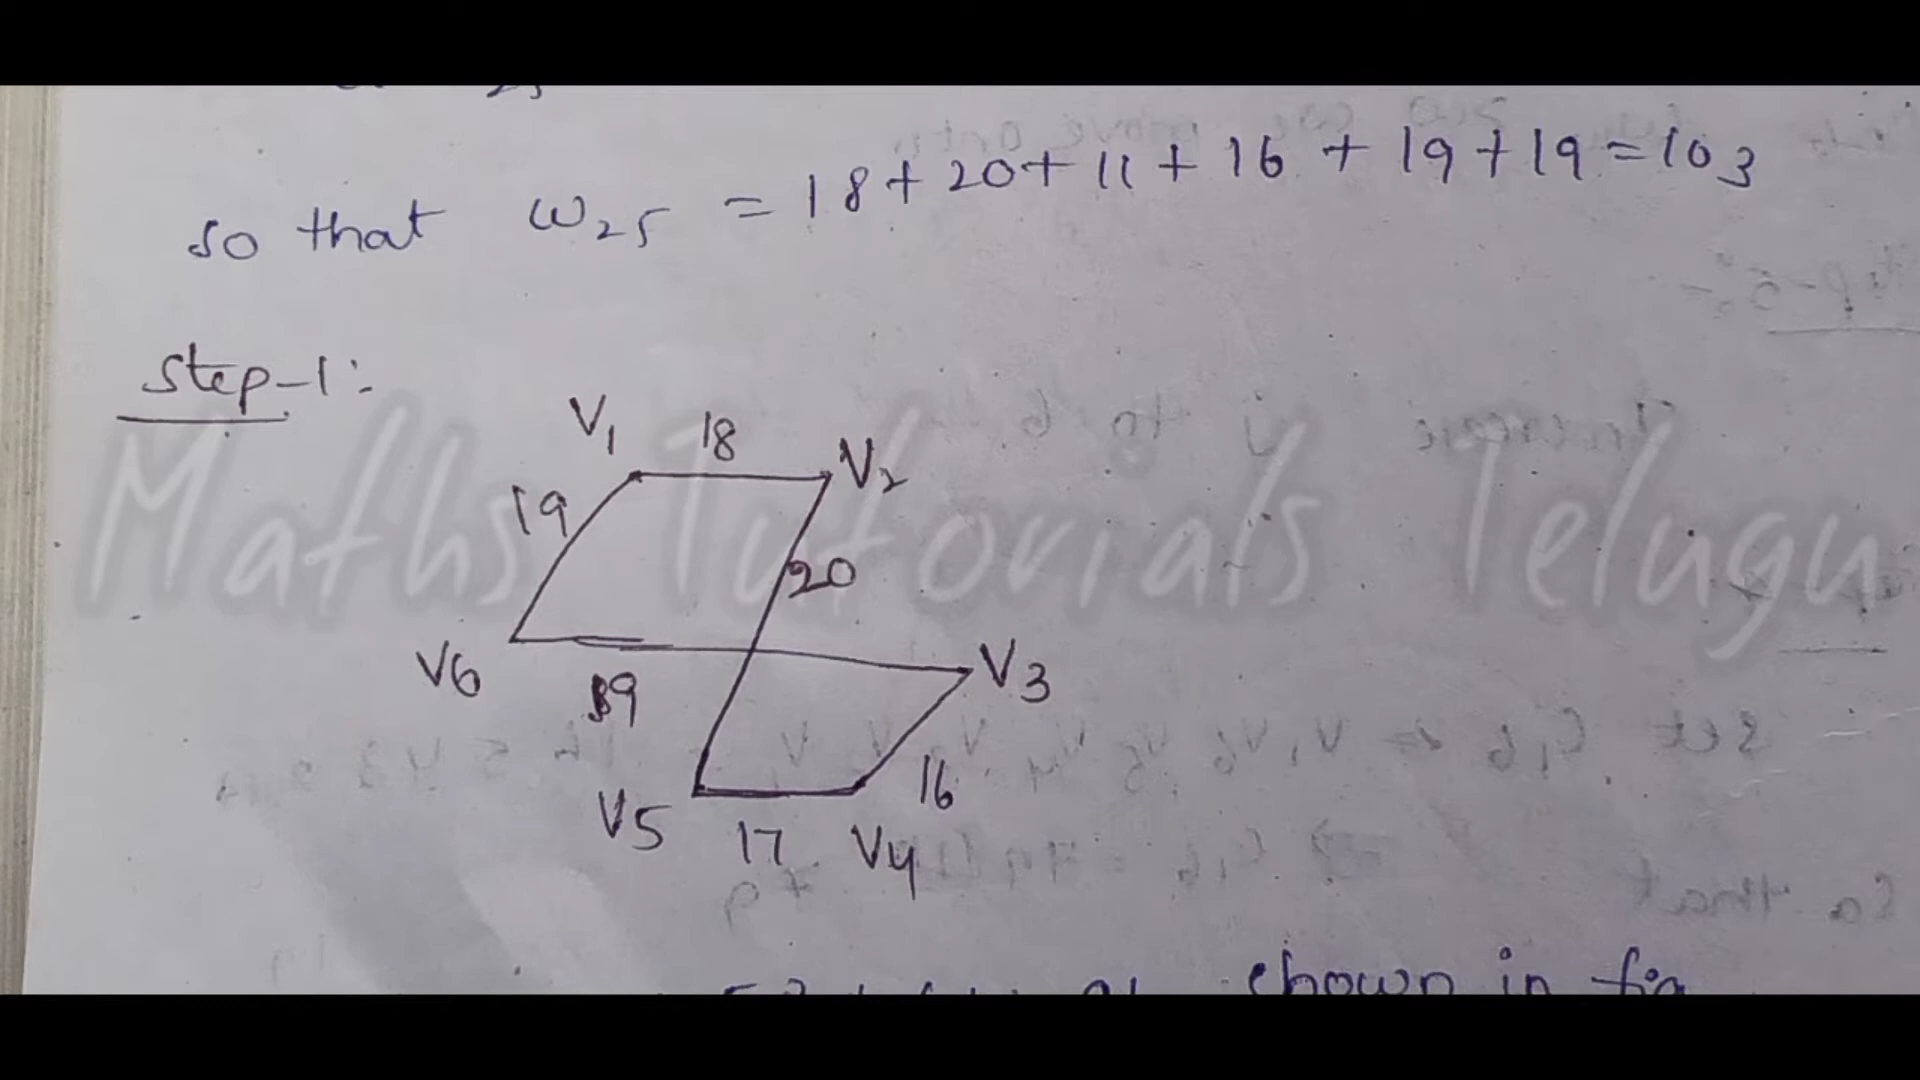 so that ω25 = 18+20+11+16+19+19=103
Step-1:
V1 18 V2
19
20
V6 V3
39
16
V5 17 V4
Maths Tutorials Telugu
shown in fig